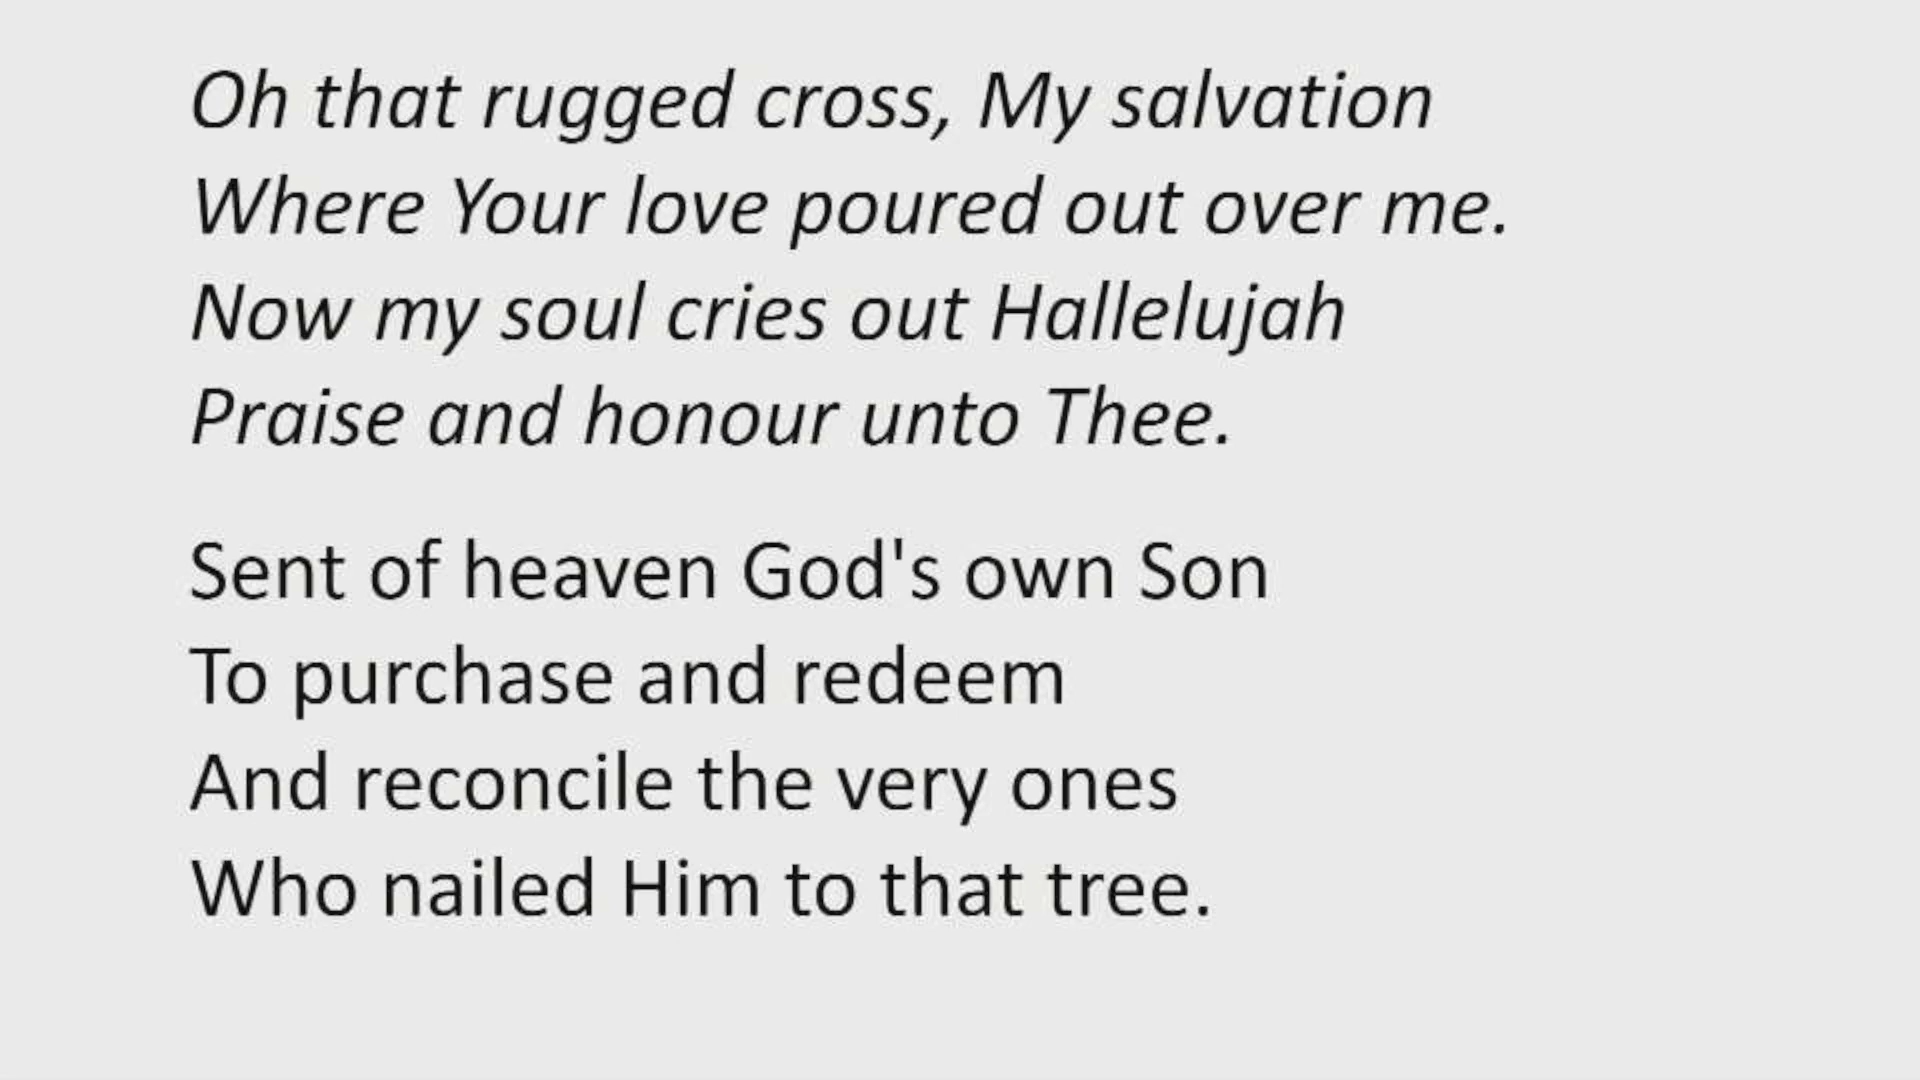 Oh that rugged cross, My salvation
Where Your love poured out over me.
Now my soul cries out Hallelujah
Praise and honour unto Thee.
Sent of heaven God's own Son
To purchase and redeem
And reconcile the very ones
Who nailed Him to that tree.